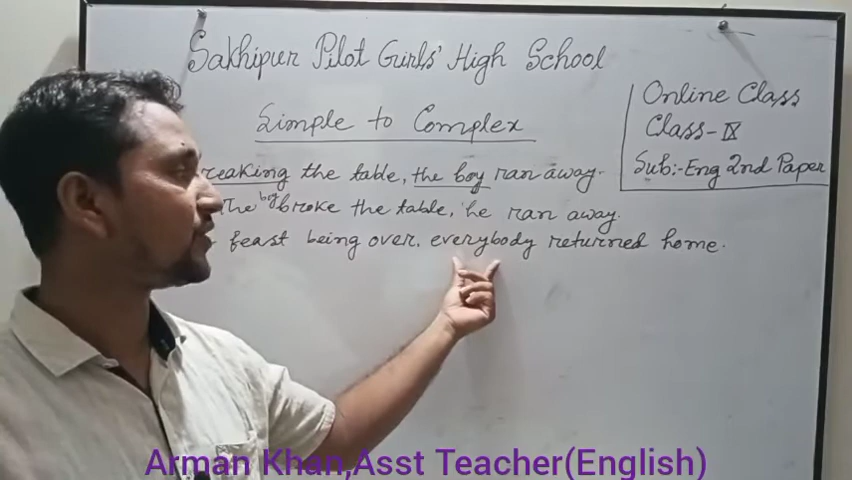 Sakhipur Pilot Girls' High School
Online Class
Class-IX
Sub:-Eng 2nd Paper
Simple to Complex
reaking the table, the boy ran away.
The boy broke the table, he ran away.
feast being over, everybody returned home.
Arman Khan,Asst Teacher(English)